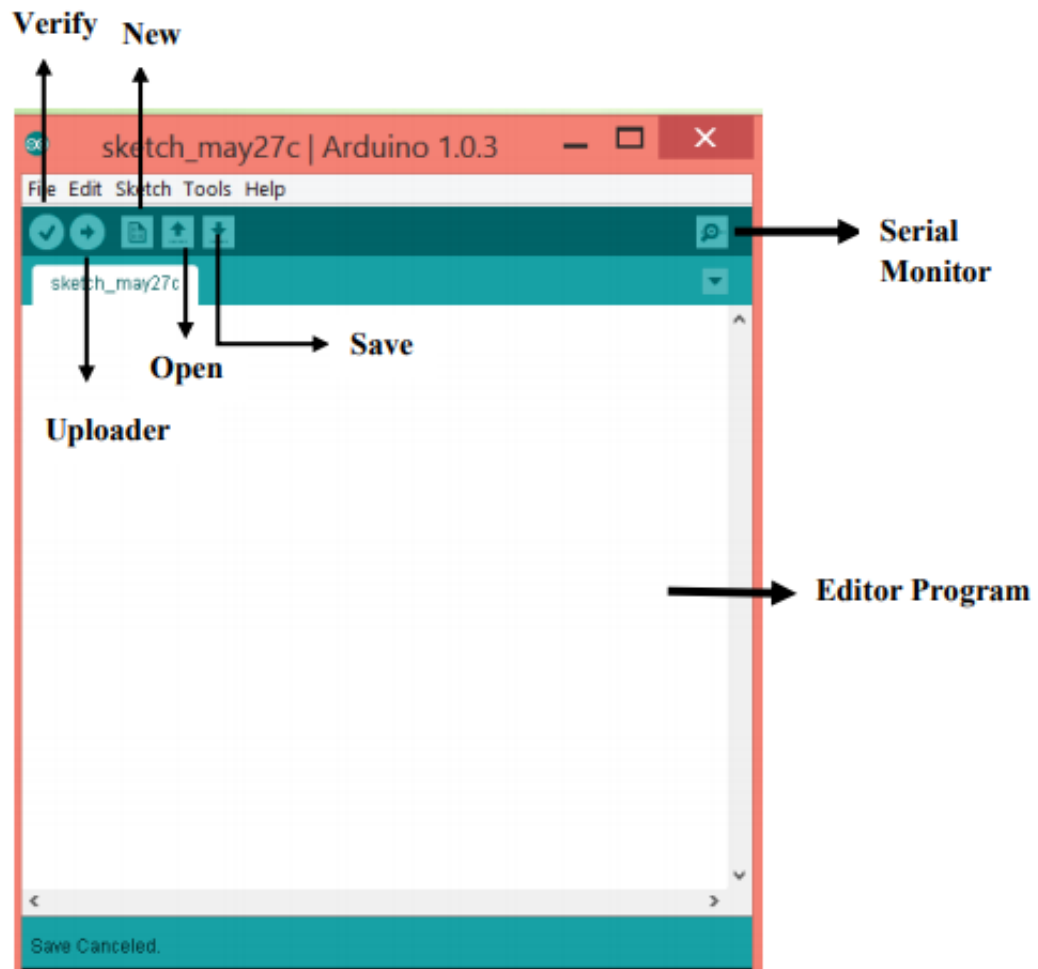 Verify
New
sketch_may27c | Arduino 1.0.3
File Edit Sketch Tools Help
Serial
Monitor
sketch_may27c
Save
Open
Uploader
Editor Program
Save Canceled.